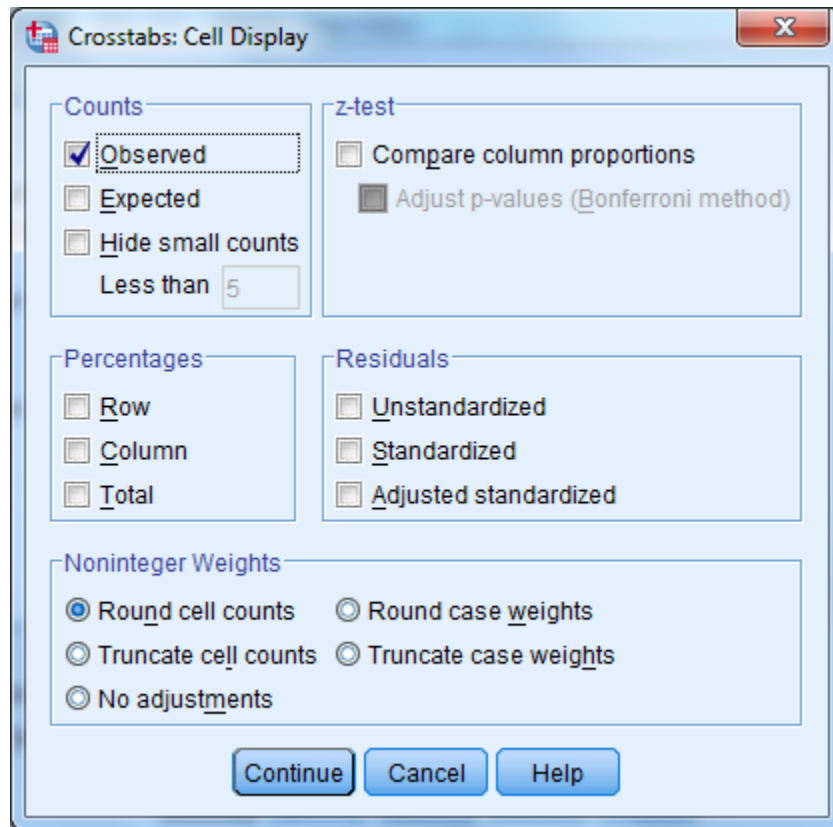 Crosstabs: Cell Display
Counts
Observed
Expected
Hide small counts
Less than 5
z-test
Compare column proportions
Adjust p-values (Bonferroni method)
Percentages
Row
Column
Total
Residuals
Unstandardized
Standardized
Adjusted standardized
Noninteger Weights
Round cell counts Round case weights
Truncate cell counts Truncate case weights
No adjustments
Continue Cancel Help